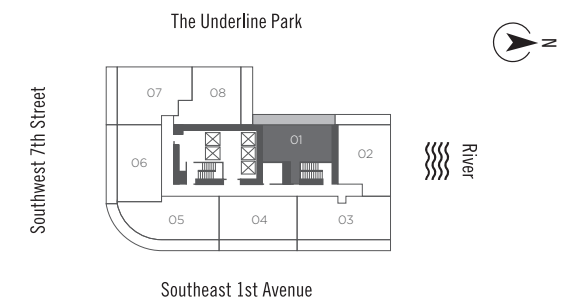 The Underline Park
N
07
08
Southwest 7th Street
01
06
02
River
05
04
03
Southeast 1st Avenue